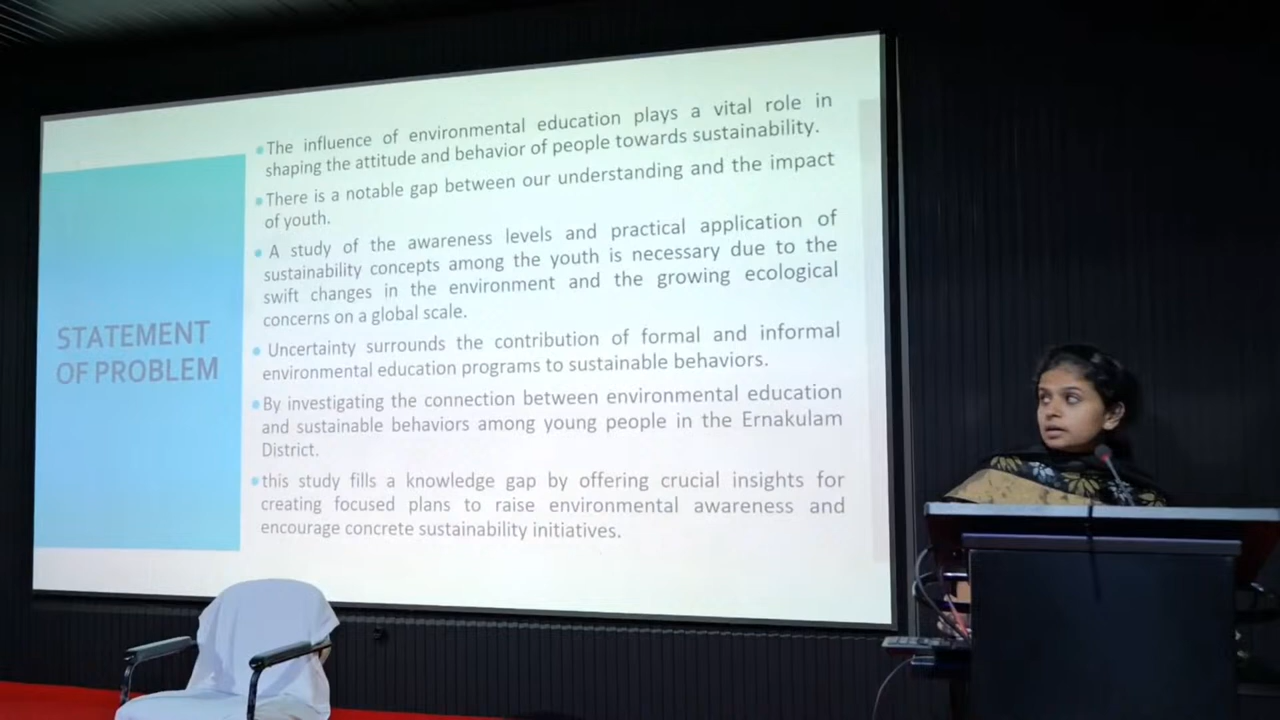 STATEMENT
OF PROBLEM
The influence of environmental education plays a vital role in
shaping the attitude and behavior of people towards sustainability.
There is a notable gap between our understanding and the impact
of youth.
A study of the awareness levels and practical application of
sustainability concepts among the youth is necessary due to the
swift changes in the environment and the growing ecological
concerns on a global scale.
Uncertainty surrounds the contribution of formal and informal
environmental education programs to sustainable behaviors.
By investigating the connection between environmental education
and sustainable behaviors among young people in the Ernakulam
District.
this study fills a knowledge gap by offering crucial insights for
creating focused plans to raise environmental awareness and
encourage concrete sustainability initiatives.